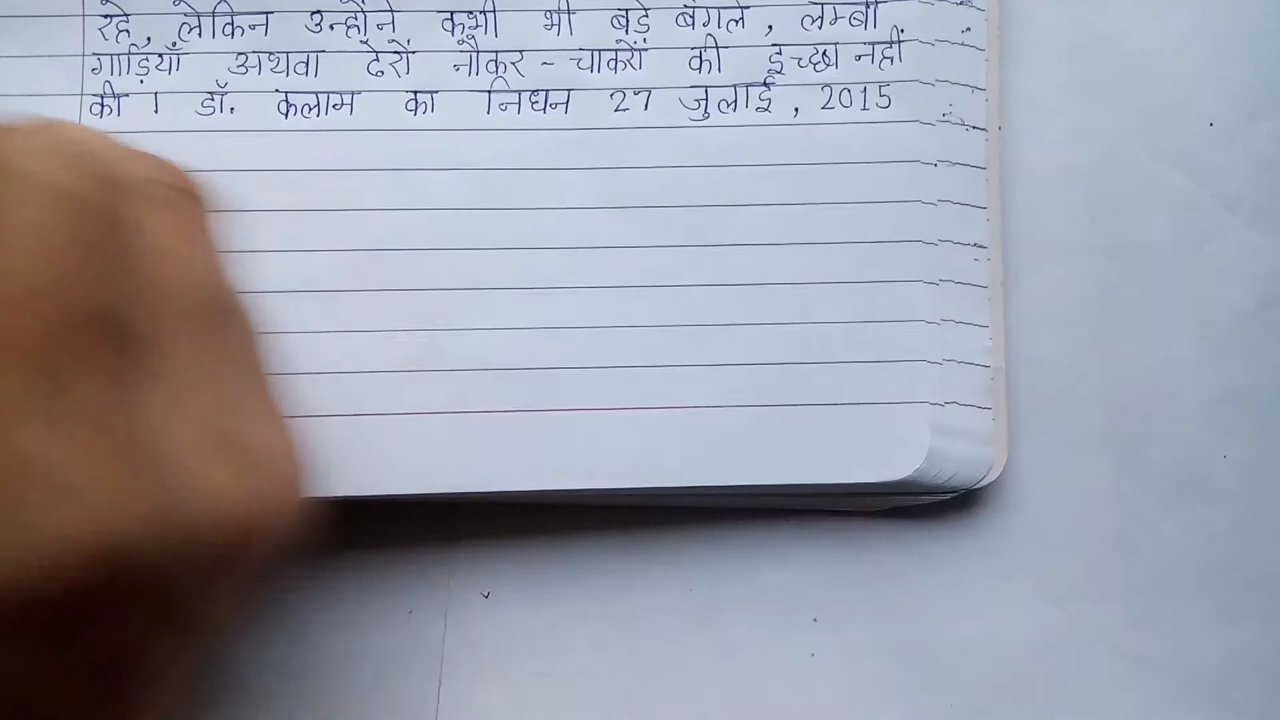 रहे, लेकिन उन्होंने कभी भी बड़े बंगले, लम्बी
गाड़ियाँ अथवा ढेरों नौकर - चाकरों की इच्छा नहीं
की । डॉ. कलाम का निधन 27 जुलाई, 2015